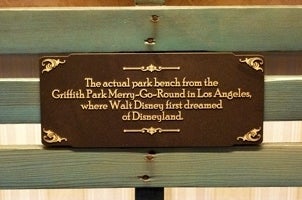 The actual park bench from the
Griffith Park Merry-Go-Round in Los Angeles,
where Walt Disney first dreamed
of Disneyland.